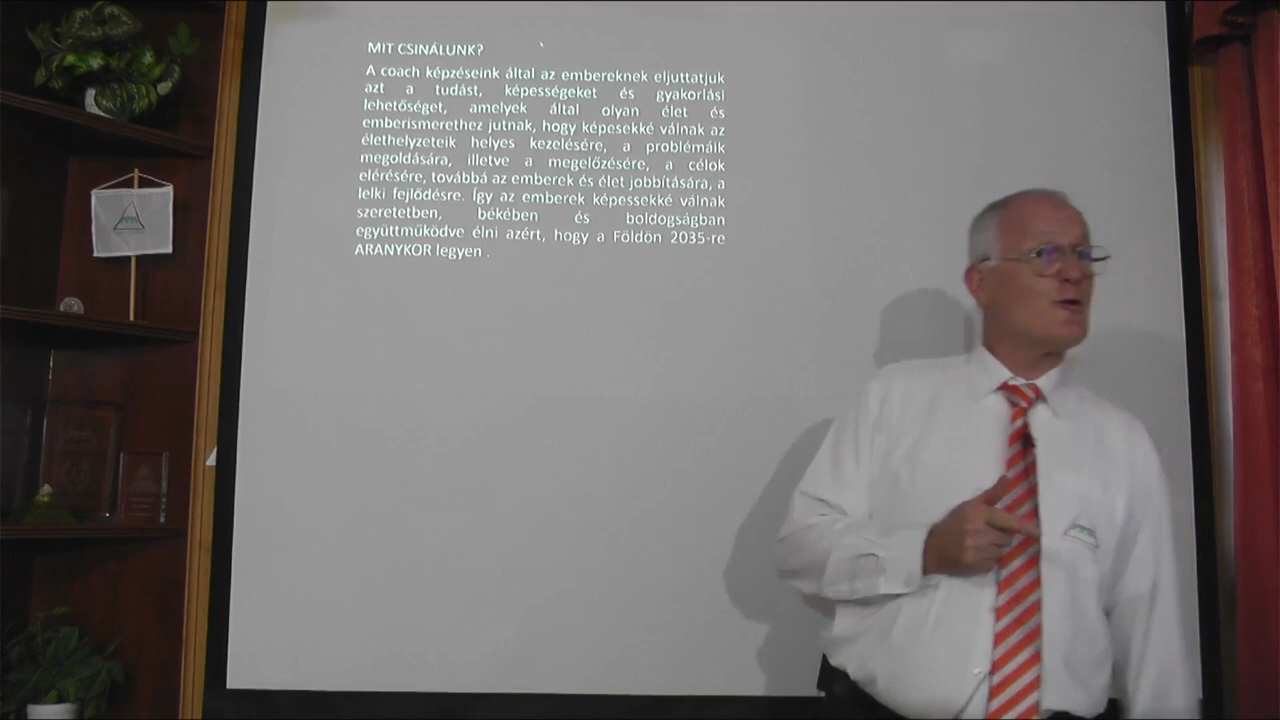 MIT CSINÁLUNK?
A coach képzéseink által az embereknek eljuttatjuk
azt a tudást, képességeket és gyakorlási
lehetőséget, amelyek által olyan élet és
emberismerethez jutnak, hogy képesekké válnak az
élethelyzeteik helyes kezelésére, a problémáik
megoldására, illetve a megelőzésére, a célok
elérésére, továbbá az emberek és élet jobbítására, a
lelki fejlődésre. Így az emberek képessekké válnak
szeretetben, békében és boldogságban
együttműködve élni azért, hogy a Földön 2035-re
ARANYKOR legyen .